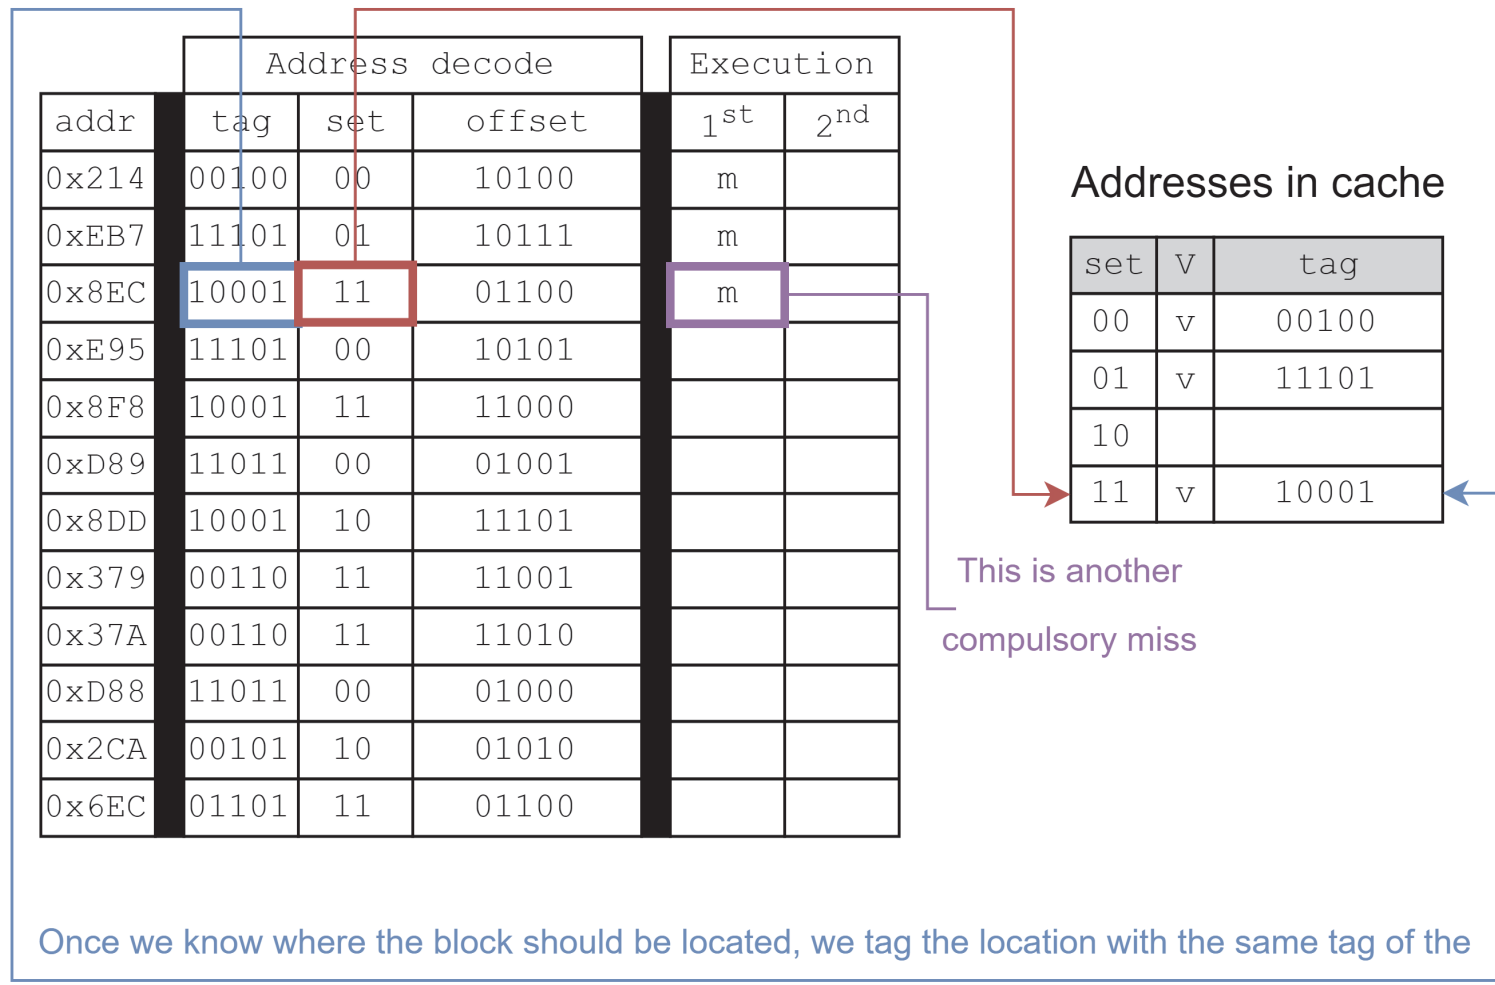 Address decode Execution
addr tag set offset 1st 2nd
0x214 00100 00 10100 m
0xEB7 11101 01 10111 m
0x8EC 10001 11 01100 m
0xE95 11101 00 10101
0x8F8 10001 11 11000
0xD89 11011 00 01001
0x8DD 10001 10 11101
0x379 00110 11 11001
0x37A 00110 11 11010
0xD88 11011 00 01000
0x2CA 00101 10 01010
0x6EC 01101 11 01100
Addresses in cache
set V tag
00 v 00100
01 v 11101
10
11 v 10001
This is another
compulsory miss
Once we know where the block should be located, we tag the location with the same tag of the